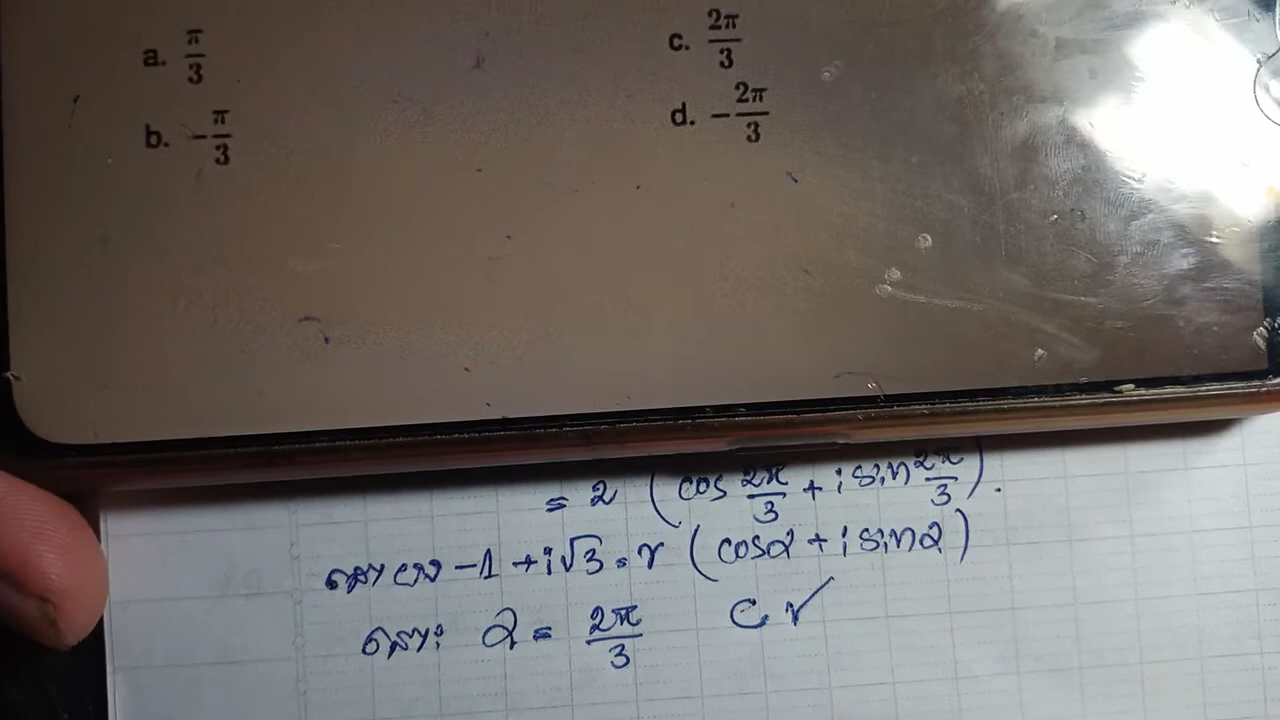 a. π/3
c. 2π/3
b. -π/3
d. -2π/3
= 2 (cos 2π/3 + i sin 2π/3).
-1 + i√3 = r (cosα + i sinα)
α = 2π/3 C ✓